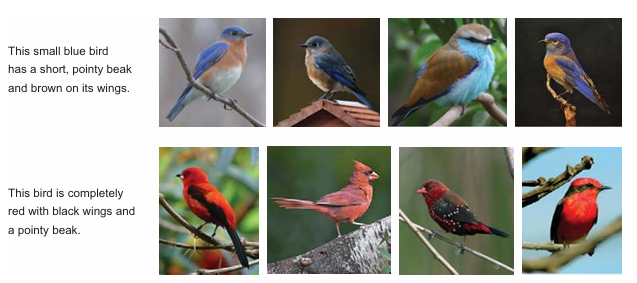 This small blue bird
has a short, pointy beak
and brown on its wings.
This bird is completely
red with black wings and
a pointy beak.